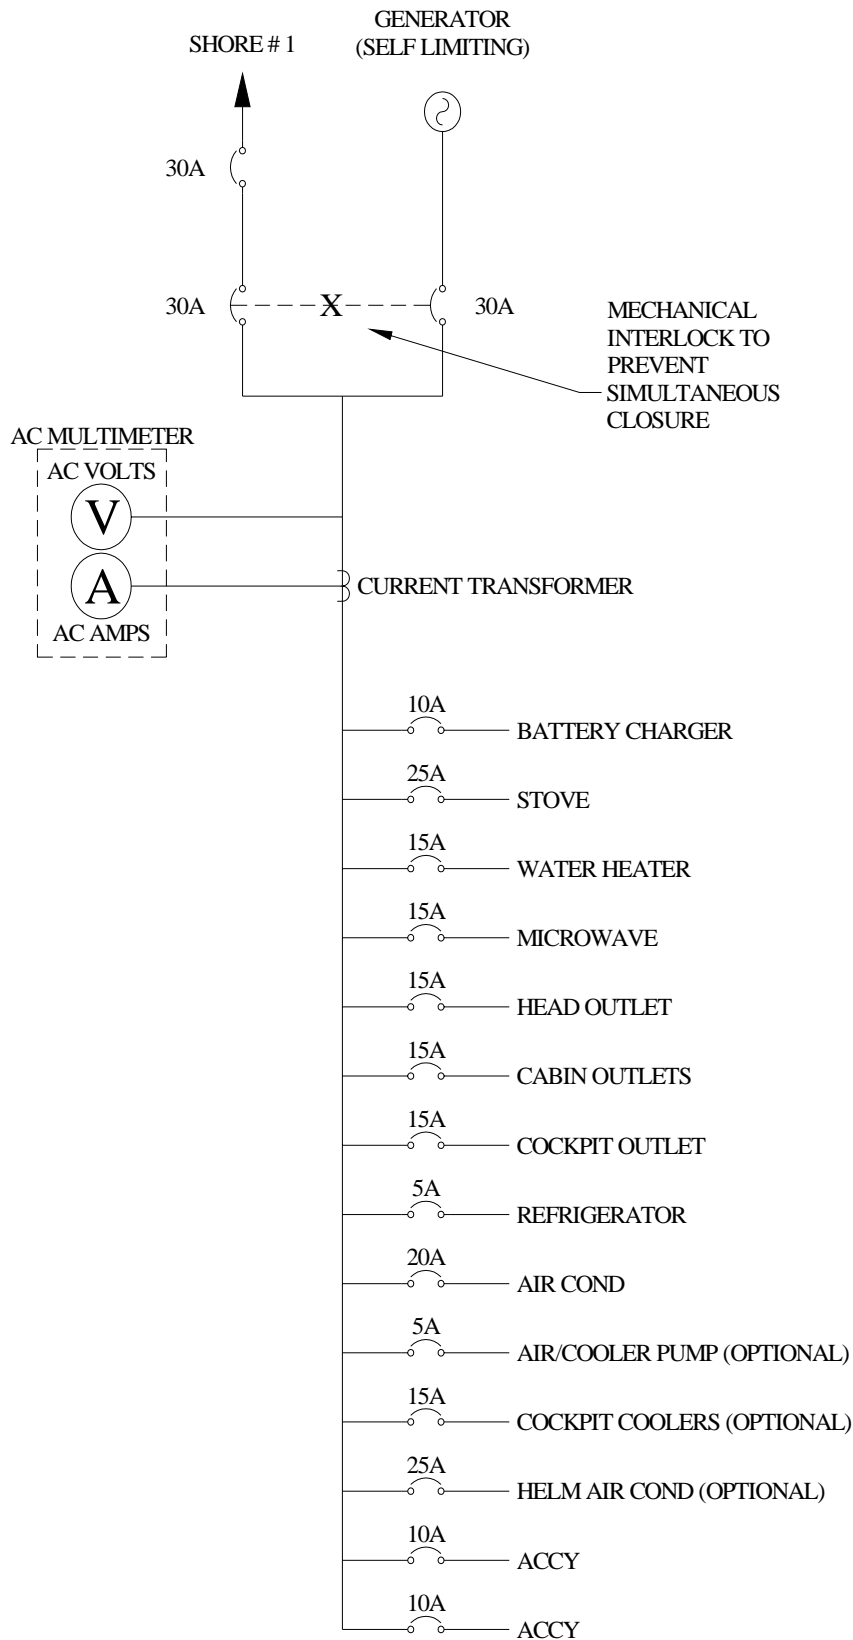 GENERATOR
(SELF LIMITING)
SHORE # 1
30A
30A
X
30A
MECHANICAL
INTERLOCK TO
PREVENT
SIMULTANEOUS
CLOSURE
AC MULTIMETER
AC VOLTS
V
A
AC AMPS
CURRENT TRANSFORMER
10A
BATTERY CHARGER
25A
STOVE
15A
WATER HEATER
15A
MICROWAVE
15A
HEAD OUTLET
15A
CABIN OUTLETS
15A
COCKPIT OUTLET
5A
REFRIGERATOR
20A
AIR COND
5A
AIR/COOLER PUMP (OPTIONAL)
15A
COCKPIT COOLERS (OPTIONAL)
25A
HELM AIR COND (OPTIONAL)
10A
ACCY
10A
ACCY